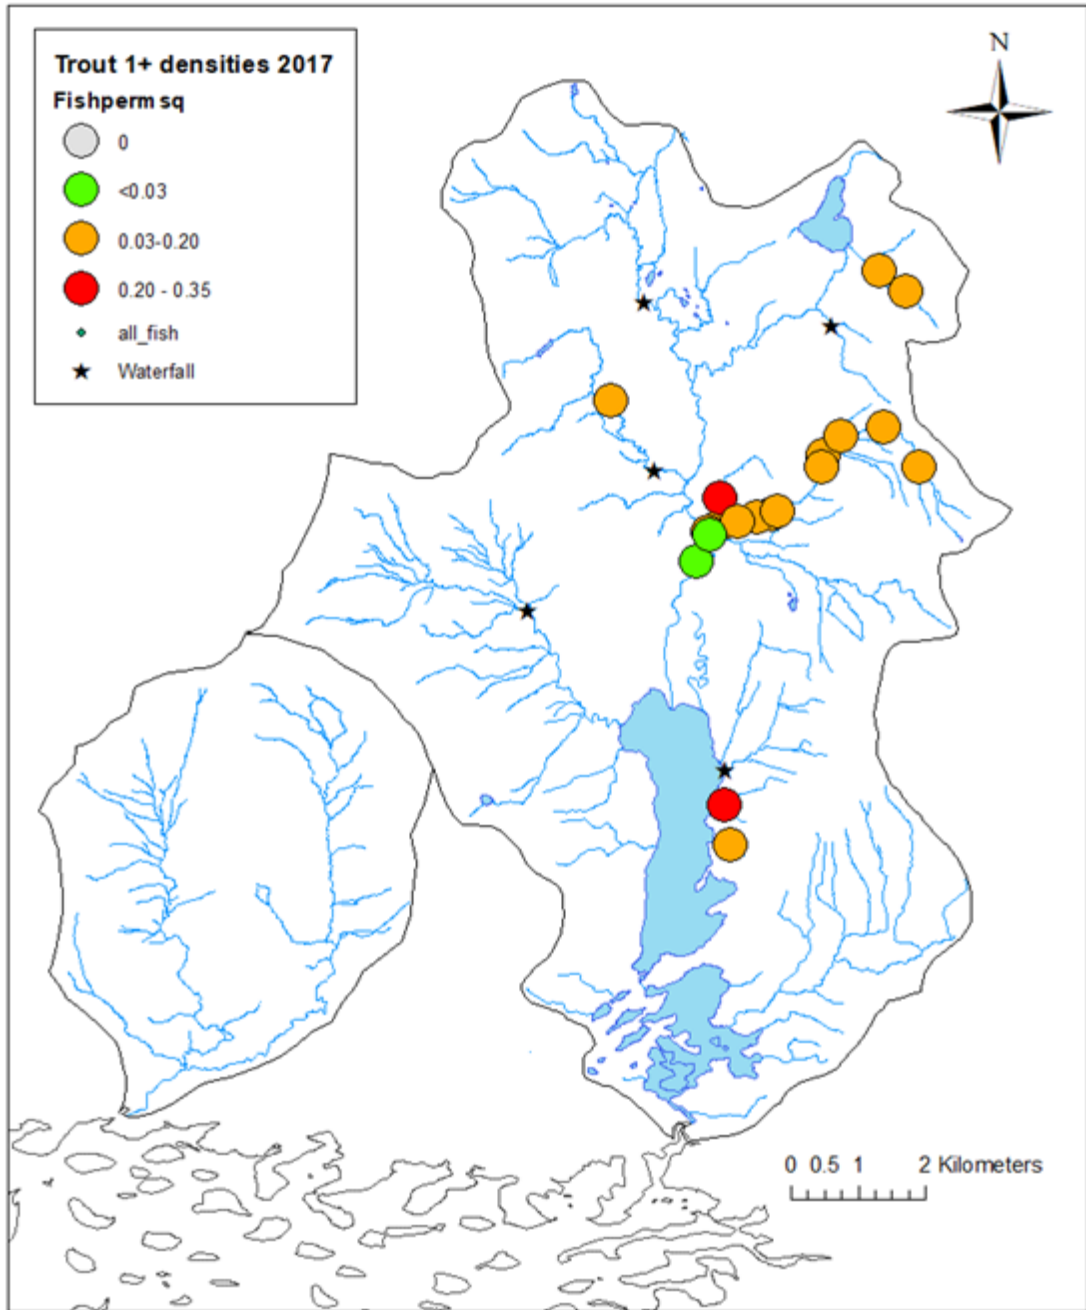 Trout 1+ densities 2017
Fishperm sq
0
<0.03
0.03-0.20
0.20 - 0.35
all_fish
Waterfall
N
0 0.5 1 2 Kilometers